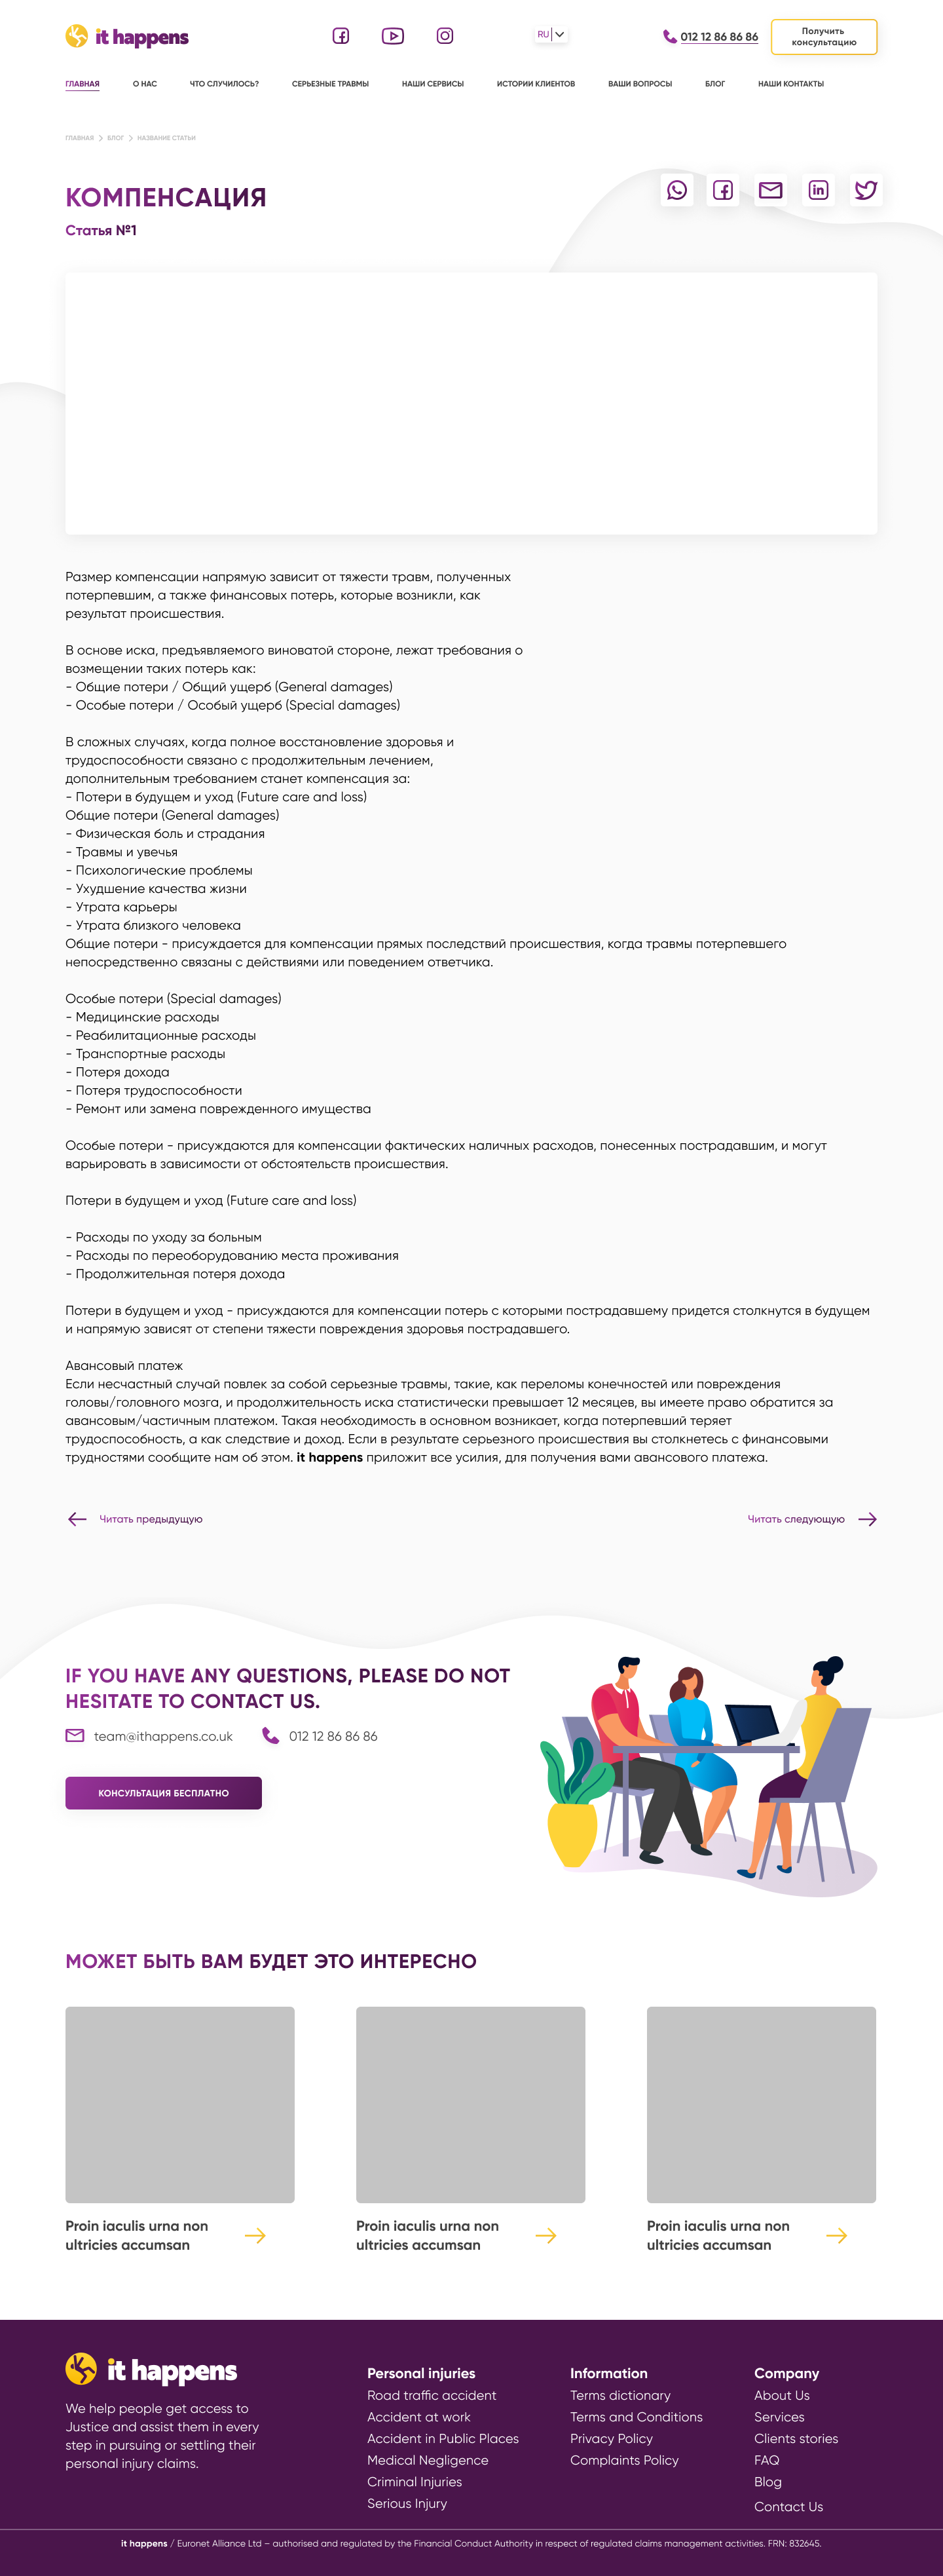 it happens
RU
012 12 86 86 86
Получить
консультацию
ГЛАВНАЯ
О НАС
ЧТО СЛУЧИЛОСЬ?
СЕРЬЕЗНЫЕ ТРАВМЫ
НАШИ СЕРВИСЫ
ИСТОРИИ КЛИЕНТОВ
ВАШИ ВОПРОСЫ
БЛОГ
НАШИ КОНТАКТЫ
ГЛАВНАЯ
БЛОГ
НАЗВАНИЕ СТАТЬИ
КОМПЕНСАЦИЯ
Статья №1
Размер компенсации напрямую зависит от тяжести травм, полученных
потерпевшим, а также финансовых потерь, которые возникли, как
результат происшествия.
В основе иска, предъявляемого виноватой стороне, лежат требования о
возмещении таких потерь как:
- Общие потери / Общий ущерб (General damages)
- Особые потери / Особый ущерб (Special damages)
В сложных случаях, когда полное восстановление здоровья и
трудоспособности связано с продолжительным лечением,
дополнительным требованием станет компенсация за:
- Потери в будущем и уход (Future care and loss)
Общие потери (General damages)
- Физическая боль и страдания
- Травмы и увечья
- Психологические проблемы
- Ухудшение качества жизни
- Утрата карьеры
- Утрата близкого человека
Общие потери - присуждается для компенсации прямых последствий происшествия, когда травмы потерпевшего
непосредственно связаны с действиями или поведением ответчика.
Особые потери (Special damages)
- Медицинские расходы
- Реабилитационные расходы
- Транспортные расходы
- Потеря дохода
- Потеря трудоспособности
- Ремонт или замена поврежденного имущества
Особые потери - присуждаются для компенсации фактических наличных расходов, понесенных пострадавшим, и могут
варьировать в зависимости от обстоятельств происшествия.
Потери в будущем и уход (Future care and loss)
- Расходы по уходу за больным
- Расходы по переоборудованию места проживания
- Продолжительная потеря дохода
Потери в будущем и уход - присуждаются для компенсации потерь с которыми пострадавшему придется столкнутся в будущем
и напрямую зависят от степени тяжести повреждения здоровья пострадавшего.
Авансовый платеж
Если несчастный случай повлек за собой серьезные травмы, такие, как переломы конечностей или повреждения
головы/головного мозга, и продолжительность иска статистически превышает 12 месяцев, вы имеете право обратится за
авансовым/частичным платежом. Такая необходимость в основном возникает, когда потерпевший теряет
трудоспособность, а как следствие и доход. Если в результате серьезного происшествия вы столкнетесь с финансовыми
трудностями сообщите нам об этом. it happens приложит все усилия, для получения вами авансового платежа.
Читать предыдущую
Читать следующую
IF YOU HAVE ANY QUESTIONS, PLEASE DO NOT
HESITATE TO CONTACT US.
team@ithappens.co.uk
012 12 86 86 86
КОНСУЛЬТАЦИЯ БЕСПЛАТНО
МОЖЕТ БЫТЬ ВАМ БУДЕТ ЭТО ИНТЕРЕСНО
Proin iaculis urna non
ultricies accumsan
Proin iaculis urna non
ultricies accumsan
Proin iaculis urna non
ultricies accumsan
it happens
We help people get access to
Justice and assist them in every
step in pursuing or settling their
personal injury claims.
Personal injuries
Road traffic accident
Accident at work
Accident in Public Places
Medical Negligence
Criminal Injuries
Serious Injury
Information
Terms dictionary
Terms and Conditions
Privacy Policy
Complaints Policy
Company
About Us
Services
Clients stories
FAQ
Blog
Contact Us
it happens / Euronet Alliance Ltd – authorised and regulated by the Financial Conduct Authority in respect of regulated claims management activities. FRN: 832645.